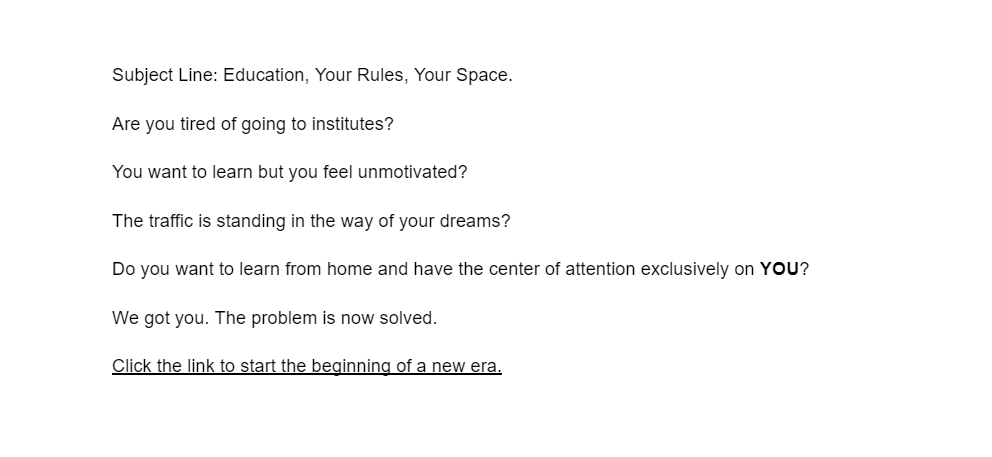 Subject Line: Education, Your Rules, Your Space.
Are you tired of going to institutes?
You want to learn but you feel unmotivated?
The traffic is standing in the way of your dreams?
Do you want to learn from home and have the center of attention exclusively on YOU?
We got you. The problem is now solved.
Click the link to start the beginning of a new era.